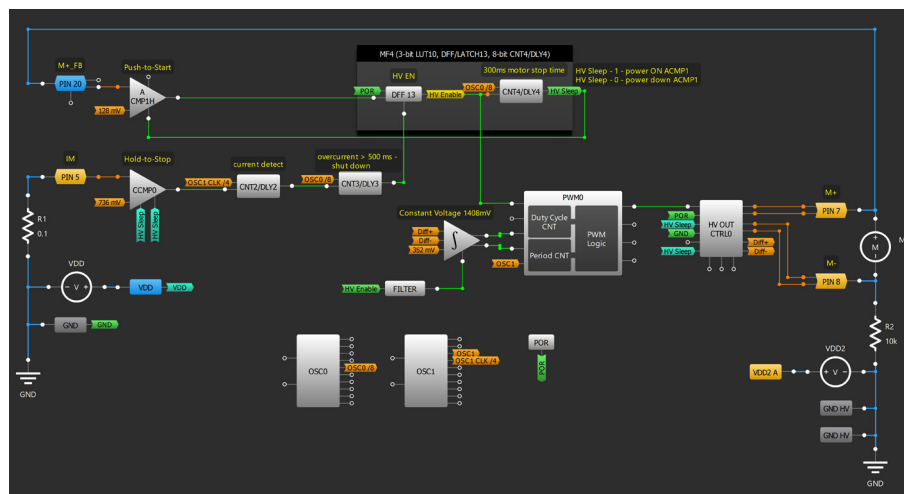 MF4 (3-bit LUT10, DFF/LATCH13, 8-bit CNT4/DLY4)
M+_FB
Push-to-Start
PIN 20
A
CMP1H
128 mV
HV EN
POR
DFF 13
HV Enable
300ms motor stop time
OSC0 /8
CNT4/DLY4
HV Sleep
HV Sleep - 1 - power ON ACMP1
HV Sleep - 0 - power down ACMP1
IM
Hold-to-Stop
PIN 5
CCMP0
736 mV
HV Sleep
HV Sleep
OSC1 CLK /4
current detect
CNT2/DLY2
overcurrent > 500 ms -
shut down
OSC0 /8
CNT3/DLY3
R1
0.1
VDD
V
VDD
VDD
GND
GND
GND
Constant Voltage 1408mV
Diff+
Diff-
352 mV
∫
HV Enable
FILTER
OSC1
PWM0
Duty Cycle
CNT
Period CNT
PWM
Logic
POR
HV Sleep
GND
HV Sleep
HV OUT
CTRL0
Diff+
Diff-
M+
PIN 7
M
M
M-
PIN 8
R2
10k
VDD2
VDD2 A
V
GND HV
GND HV
GND
OSC0
OSC0 /8
OSC1
OSC1
OSC1 CLK /4
POR
POR